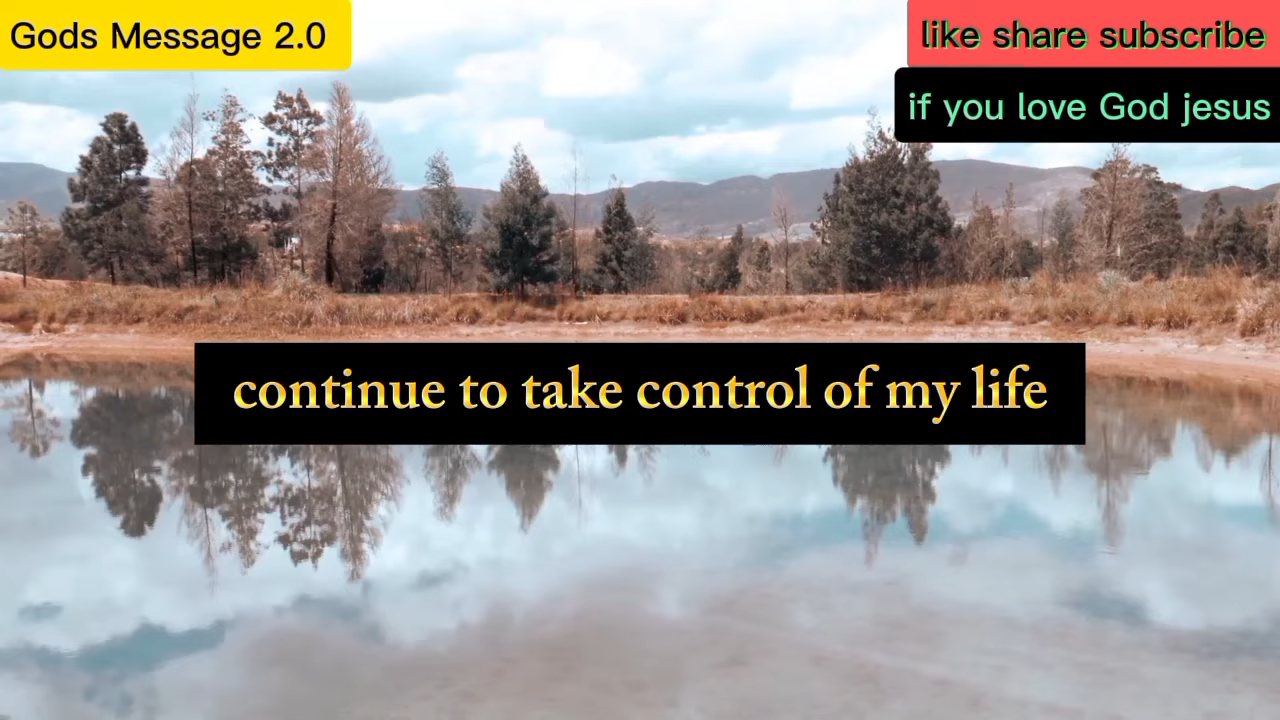 Gods Message 2.0
like share subscribe
if you love God jesus
continue to take control of my life